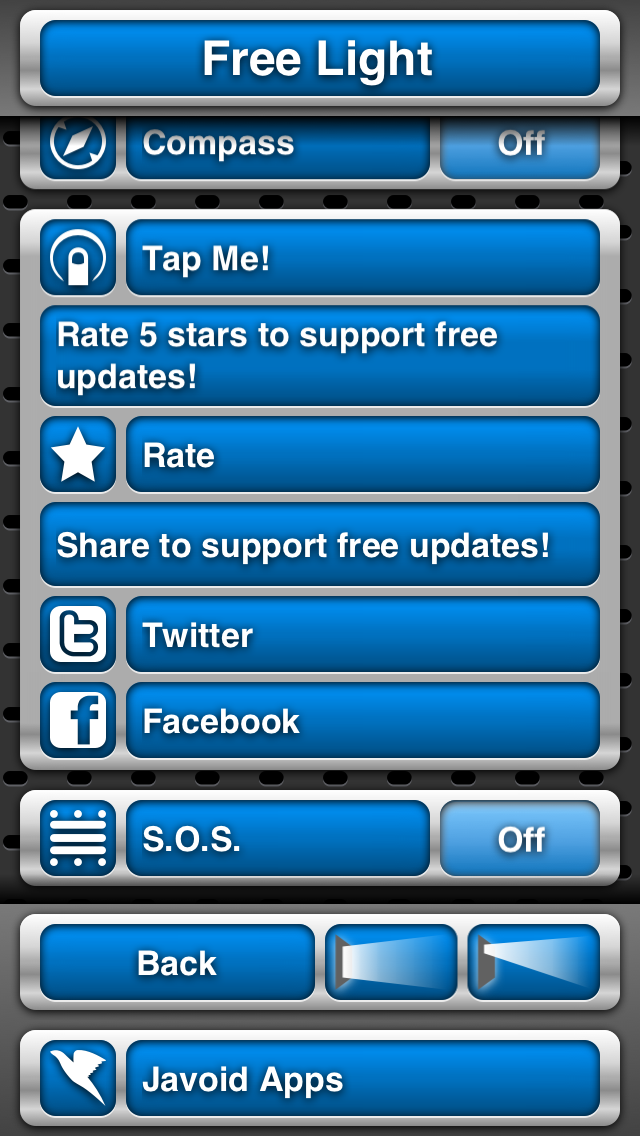 Free Light
Compass
Off
Tap Me!
Rate 5 stars to support free
updates!
Rate
Share to support free updates!
Twitter
Facebook
S.O.S.
Off
Back
Javoid Apps